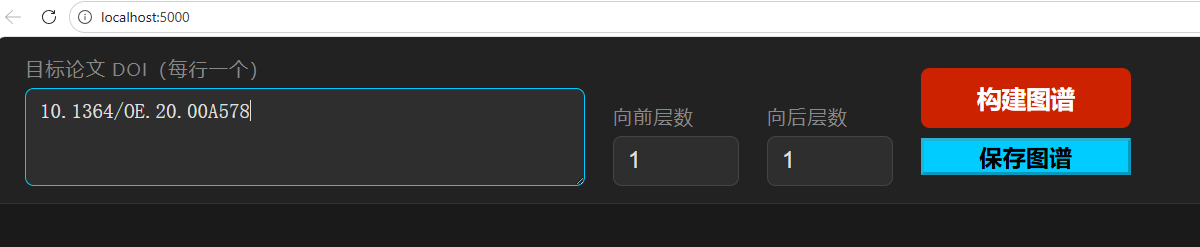 localhost:5000
目标论文 DOI（每行一个）
10.1364/OE.20.00A578
向前层数
1
向后层数
1
构建图谱
保存图谱